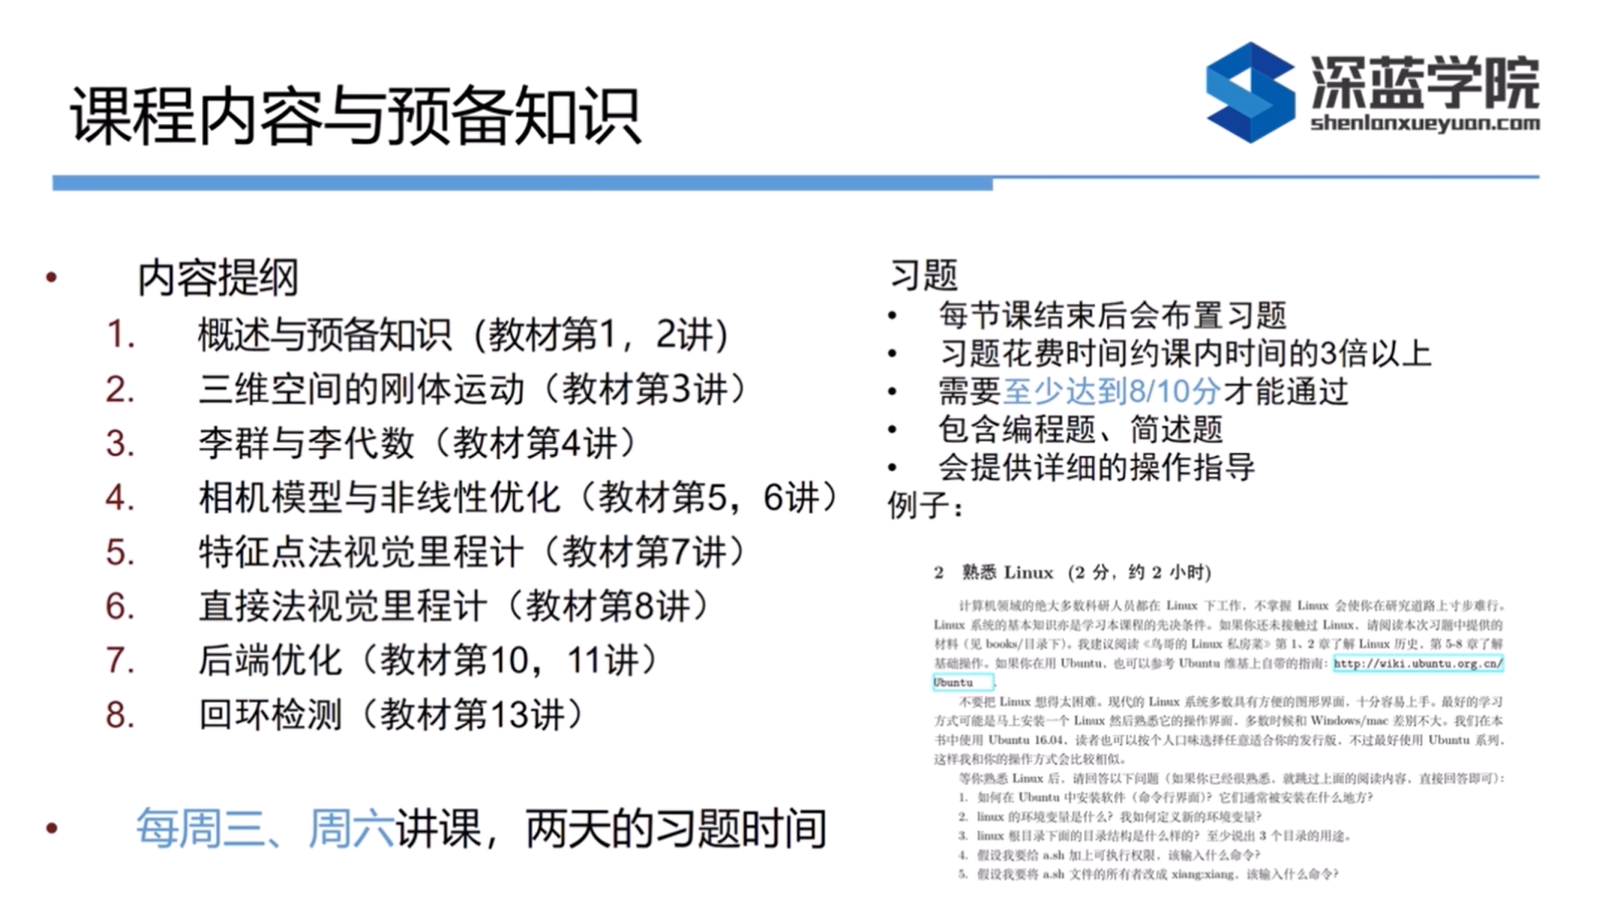 课程内容与预备知识
深蓝学院
shenlanxueyuan.com
• 内容提纲
1. 概述与预备知识（教材第1，2讲）
2. 三维空间的刚体运动（教材第3讲）
3. 李群与李代数（教材第4讲）
4. 相机模型与非线性优化（教材第5，6讲）
5. 特征点法视觉里程计（教材第7讲）
6. 直接法视觉里程计（教材第8讲）
7. 后端优化（教材第10，11讲）
8. 回环检测（教材第13讲）
• 每周三、周六讲课，两天的习题时间
习题
• 每节课结束后会布置习题
• 习题花费时间约课内时间的3倍以上
• 需要至少达到8/10分才能通过
• 包含编程题、简述题
• 会提供详细的操作指导
例子：
2 熟悉 Linux (2 分，约 2 小时)
计算机领域的绝大多数科研人员都在 Linux 下工作，不掌握 Linux 会使你在研究道路上寸步难行。
Linux 系统的基本知识亦是学习本课程的先决条件。如果你还未接触过 Linux，请阅读本次习题中提供的
材料（见 books/目录下）。我建议阅读《鸟哥的 Linux 私房菜》第 1、2 章了解 Linux 历史，第 5-8 章了解
基础操作。如果你在用 Ubuntu，也可以参考 Ubuntu 维基上自带的指南：http://wiki.ubuntu.org.cn/
Ubuntu 。
不要把 Linux 想得太困难。现代的 Linux 系统多数具有方便的图形界面，十分容易上手。最好的学习
方式可能是马上安装一个 Linux 然后熟悉它的操作界面，多数时候和 Windows/mac 差别不大。我们在本
书中使用 Ubuntu 16.04，读者也可以按个人口味选择任意适合你的发行版，不过最好使用 Ubuntu 系列，
这样我和你的操作方式会比较相似。
等你熟悉 Linux 后，请回答以下问题（如果你已经很熟悉，就跳过上面的阅读内容，直接回答即可）：
1. 如何在 Ubuntu 中安装软件（命令行界面）？它们通常被安装在什么地方？
2. linux 的环境变量是什么？我如何定义新的环境变量？
3. linux 根目录下面的目录结构是什么样的？至少说出 3 个目录的用途。
4. 假设我要给 a.sh 加上可执行权限，该输入什么命令？
5. 假设我要将 a.sh 文件的所有者改成 xiang:xiang，该输入什么命令？